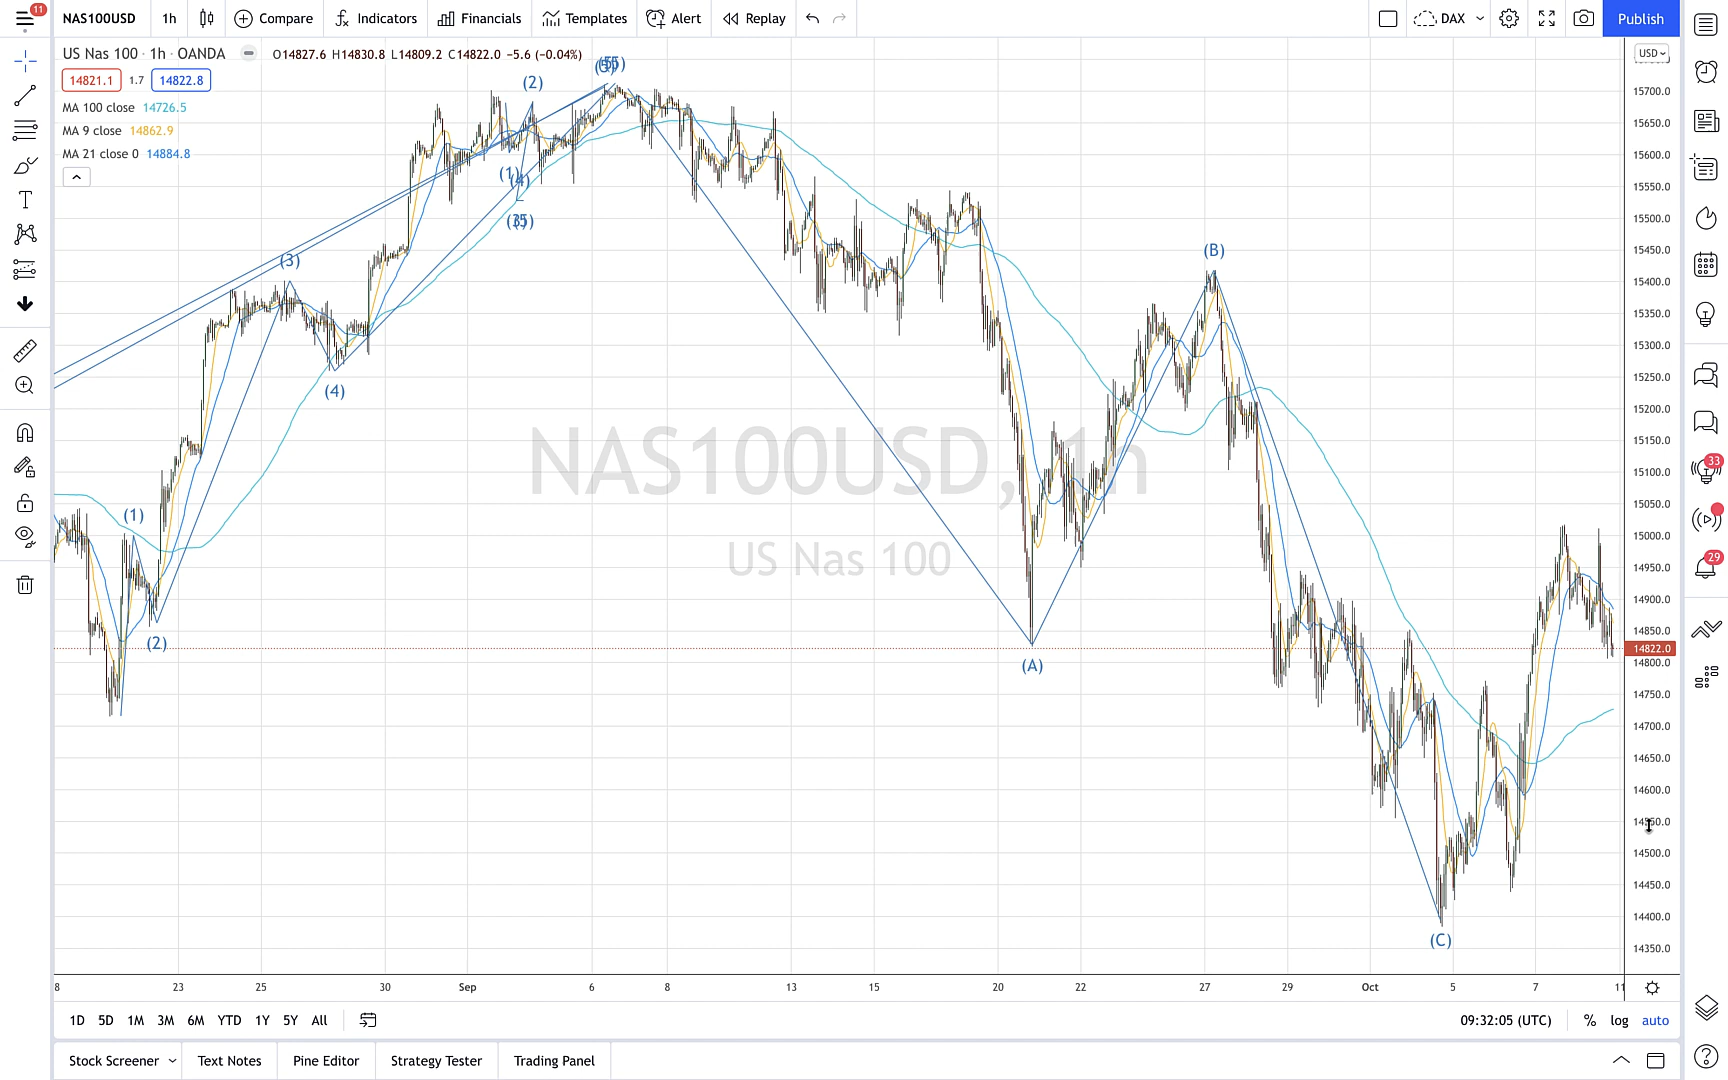 11
NAS100USD 1h Compare Indicators Financials Templates Alert Replay DAX Publish
US Nas 100 · 1h · OANDA O14827.6 H14830.8 L14809.2 C14822.0 −5.6 (−0.04%)
14821.1 1.7 14822.8
MA 100 close 14726.5
MA 9 close 14862.9
MA 21 close 0 14884.8
USD
15700.0
15650.0
15600.0
15550.0
15500.0
15450.0
15400.0
15350.0
15300.0
15250.0
15200.0
15150.0
15100.0
15050.0
15000.0
14950.0
14900.0
14850.0
14822.0
14800.0
14750.0
14700.0
14650.0
14600.0
14550.0
14500.0
14450.0
14400.0
14350.0
(2)
(1)
(4)
(3)
(4)
(1)
(2)
(A)
(B)
(C)
NAS100USD, 1h
US Nas 100
33
29
8 23 25 30 Sep 6 8 13 15 20 22 27 29 Oct 5 7 11
1D 5D 1M 3M 6M YTD 1Y 5Y All 09:32:05 (UTC) % log auto
Stock Screener Text Notes Pine Editor Strategy Tester Trading Panel